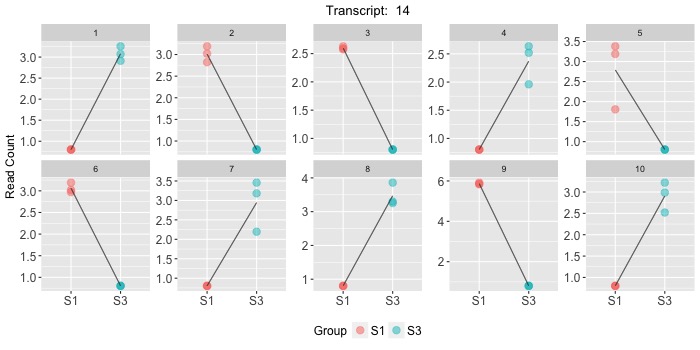 Transcript: 14
1 2 3 4 5
3.0 3.0 2.5 2.5 3.5
2.5 2.5 2.0 2.0 3.0
2.0 2.0 1.5 1.5 2.5
1.5 1.5 1.0 1.0 2.0
1.0 1.0 1.5
1.0
Read Count
6 7 8 9 10
3.0 3.5 4 6 3.0
2.5 3.0 3 4 2.5
2.0 2.5 2 2 2.0
1.5 2.0 1 1.5
1.0 1.5 1.0
1.0
S1 S3 S1 S3 S1 S3 S1 S3 S1 S3
Group S1 S3